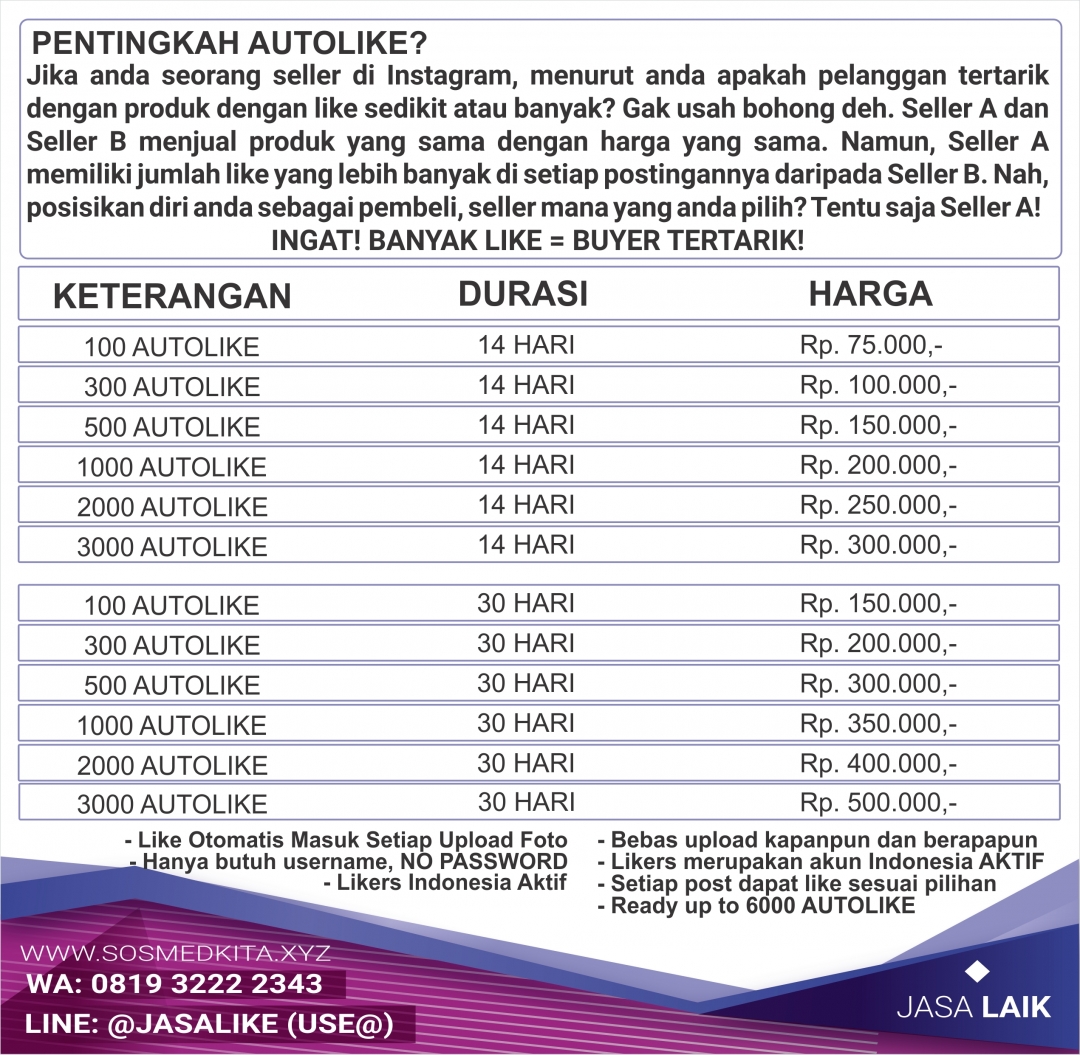 PENTINGKAH AUTOLIKE?
Jika anda seorang seller di Instagram, menurut anda apakah pelanggan tertarik
dengan produk dengan like sedikit atau banyak? Gak usah bohong deh. Seller A dan
Seller B menjual produk yang sama dengan harga yang sama. Namun, Seller A
memiliki jumlah like yang lebih banyak di setiap postingannya daripada Seller B. Nah,
posisikan diri anda sebagai pembeli, seller mana yang anda pilih? Tentu saja Seller A!
INGAT! BANYAK LIKE = BUYER TERTARIK!
KETERANGAN DURASI HARGA
100 AUTOLIKE 14 HARI Rp. 75.000,-
300 AUTOLIKE 14 HARI Rp. 100.000,-
500 AUTOLIKE 14 HARI Rp. 150.000,-
1000 AUTOLIKE 14 HARI Rp. 200.000,-
2000 AUTOLIKE 14 HARI Rp. 250.000,-
3000 AUTOLIKE 14 HARI Rp. 300.000,-
100 AUTOLIKE 30 HARI Rp. 150.000,-
300 AUTOLIKE 30 HARI Rp. 200.000,-
500 AUTOLIKE 30 HARI Rp. 300.000,-
1000 AUTOLIKE 30 HARI Rp. 350.000,-
2000 AUTOLIKE 30 HARI Rp. 400.000,-
3000 AUTOLIKE 30 HARI Rp. 500.000,-
- Like Otomatis Masuk Setiap Upload Foto
- Hanya butuh username, NO PASSWORD
- Likers Indonesia Aktif
- Bebas upload kapanpun dan berapapun
- Likers merupakan akun Indonesia AKTIF
- Setiap post dapat like sesuai pilihan
- Ready up to 6000 AUTOLIKE
WWW.SOSMEDKITA.XYZ
WA: 0819 3222 2343
LINE: @JASALIKE (USE@)
JASA LAIK